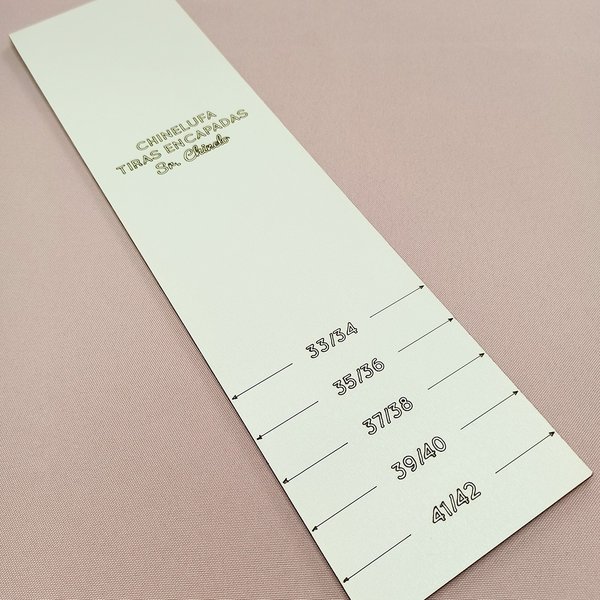 CHINELUFA
TIRAS ENCAPADAS
Sr. Chinelo
33/34
35/36
37/38
39/40
41/42